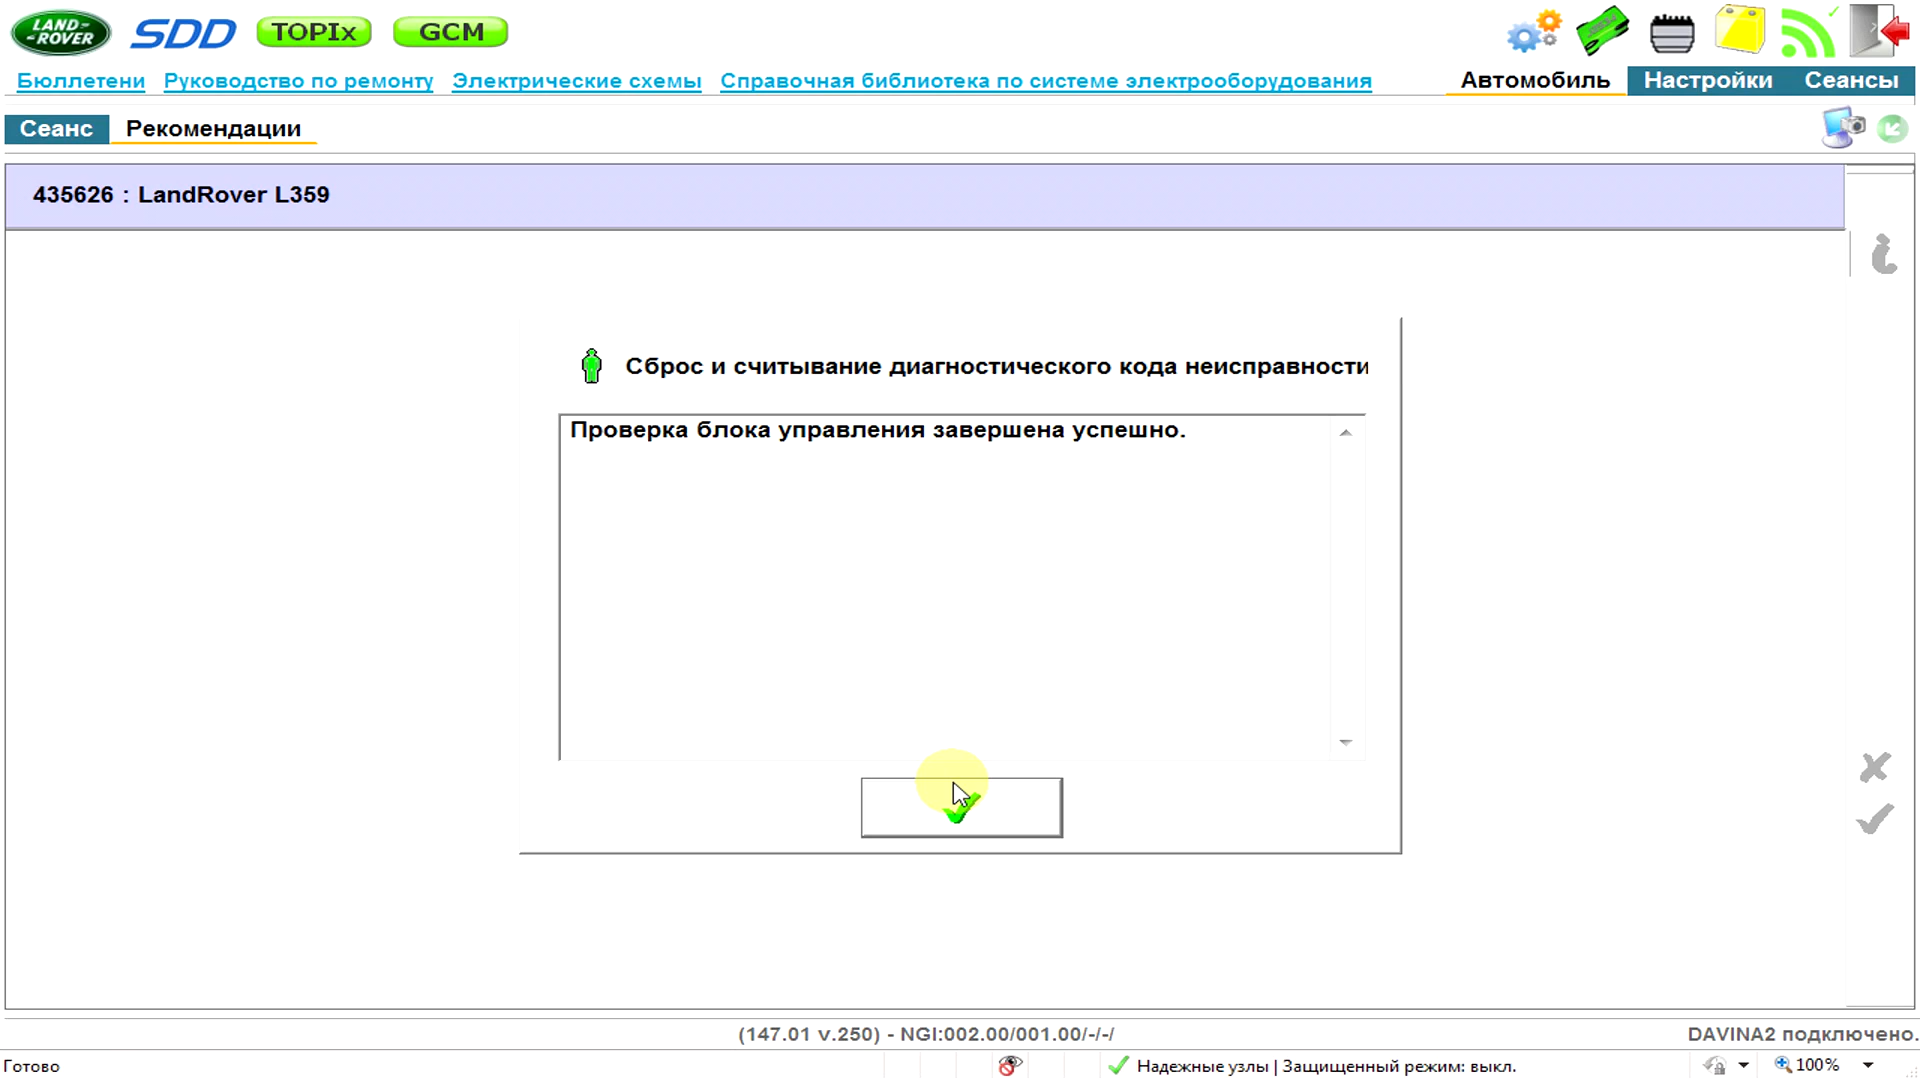 LAND-
-ROVER
SDD
TOPIx
GCM
Бюллетени Руководство по ремонту Электрические схемы Справочная библиотека по системе электрооборудования
Автомобиль Настройки Сеансы
Сеанс Рекомендации
435626 : LandRover L359
Сброс и считывание диагностического кода неисправности
Проверка блока управления завершена успешно.
(147.01 v.250) - NGI:002.00/001.00/-/-/
DAVINA2 подключено.
Готово
Надежные узлы | Защищенный режим: выкл.
100%